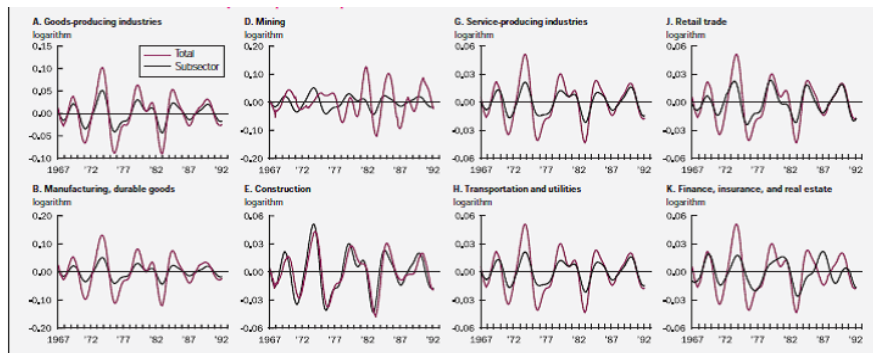 A. Goods-producing industries
logarithm
0.15
0.10
0.05
0.00
-0.05
-0.10
1967 '72 '77 '82 '87 '92
Total
Subsector
D. Mining
logarithm
0.20
0.10
0.00
-0.10
-0.20
1967 '72 '77 '82 '87 '92
G. Service-producing industries
logarithm
0.06
0.03
0.00
-0.03
-0.06
1967 '72 '77 '82 '87 '92
J. Retail trade
logarithm
0.06
0.03
0.00
-0.03
-0.06
1967 '72 '77 '82 '87 '92
B. Manufacturing, durable goods
logarithm
0.20
0.10
0.00
-0.10
-0.20
1967 '72 '77 '82 '87 '92
E. Construction
logarithm
0.06
0.03
0.00
-0.03
-0.06
1967 '72 '77 '82 '87 '92
H. Transportation and utilities
logarithm
0.06
0.03
0.00
-0.03
-0.06
1967 '72 '77 '82 '87 '92
K. Finance, insurance, and real estate
logarithm
0.06
0.03
0.00
-0.03
-0.06
1967 '72 '77 '82 '87 '92